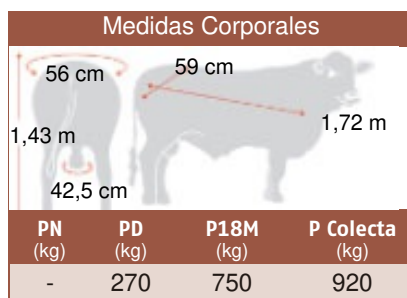 Medidas Corporales
56 cm
59 cm
1,43 m
1,72 m
42,5 cm
PN PD P18M P Colecta
(kg) (kg) (kg) (kg)
- 270 750 920